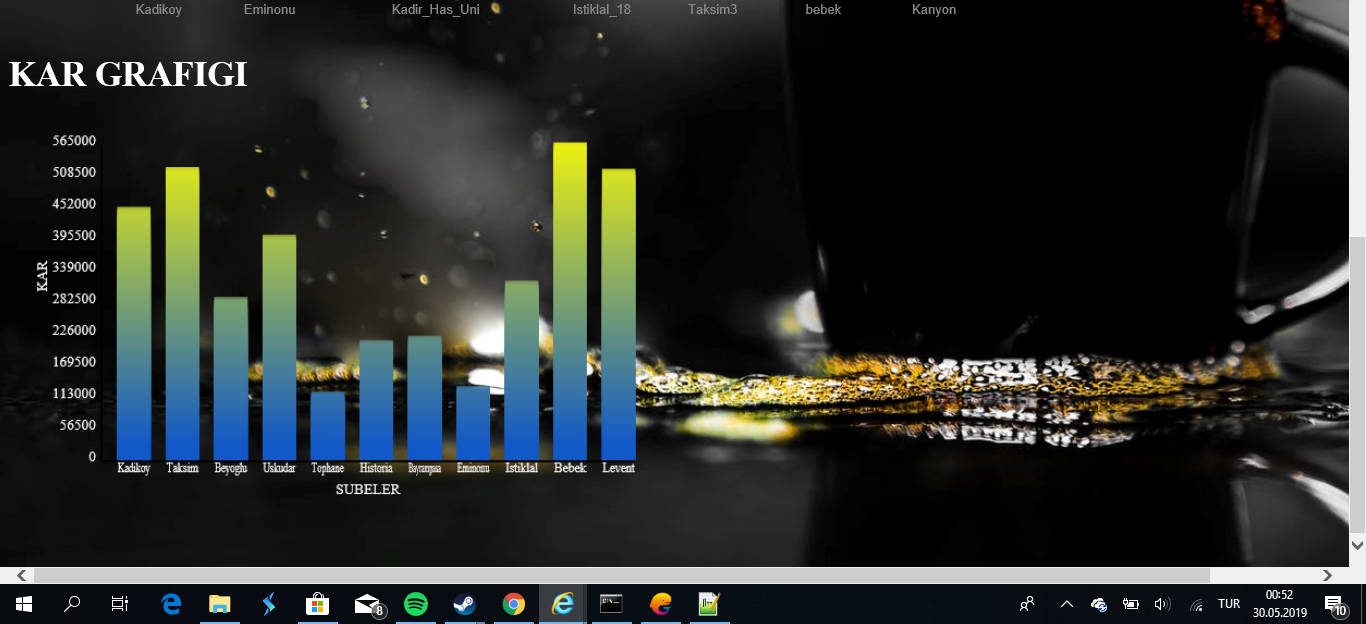 Kadikoy Eminonu Kadir_Has_Uni Istiklal_18 Taksim3 bebek Kanyon
KAR GRAFIGI
565000
508500
452000
395500
339000
282500
226000
169500
113000
56500
0
KAR
Kadikoy Taksim Beyoglu Uskudar Tophane Historia Bayrampasa Eminonu Istiklal Bebek Levent
SUBELER
8
TUR
00:52
30.05.2019
10